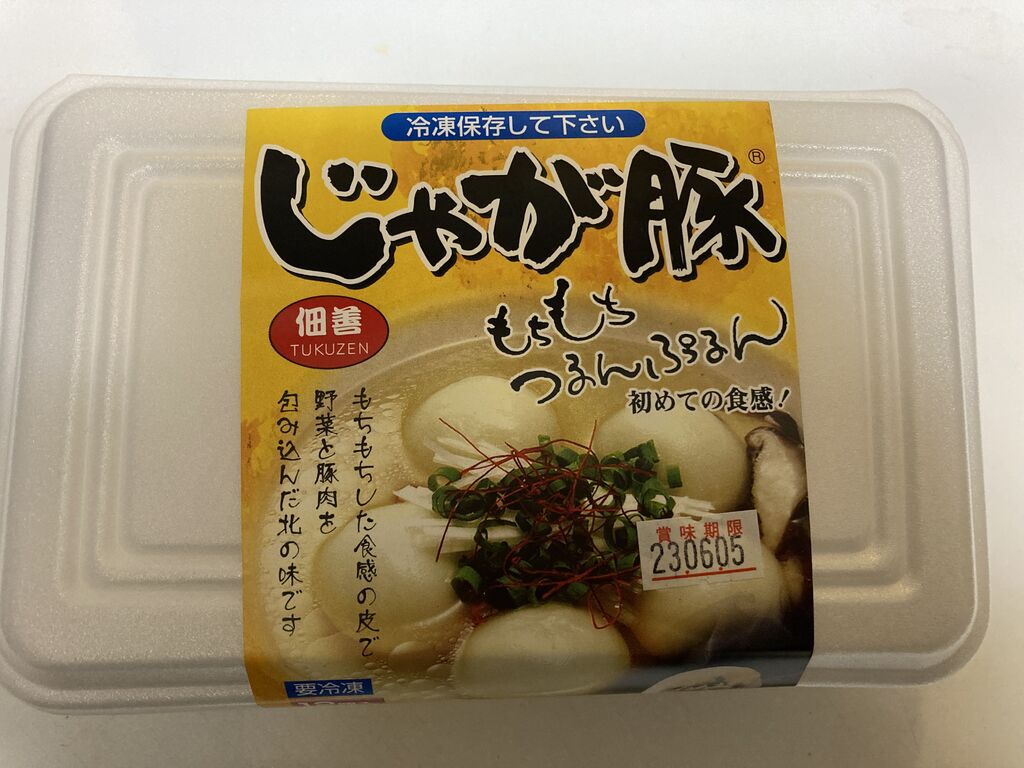 冷凍保存して下さい
じゃが豚®
佃善
TUKUZEN
もちもち
つるんぷるるん
初めての食感!
もちもちした食感の皮で
野菜と豚肉を
包み込んだ北の味です
賞味期限
230605
要冷凍